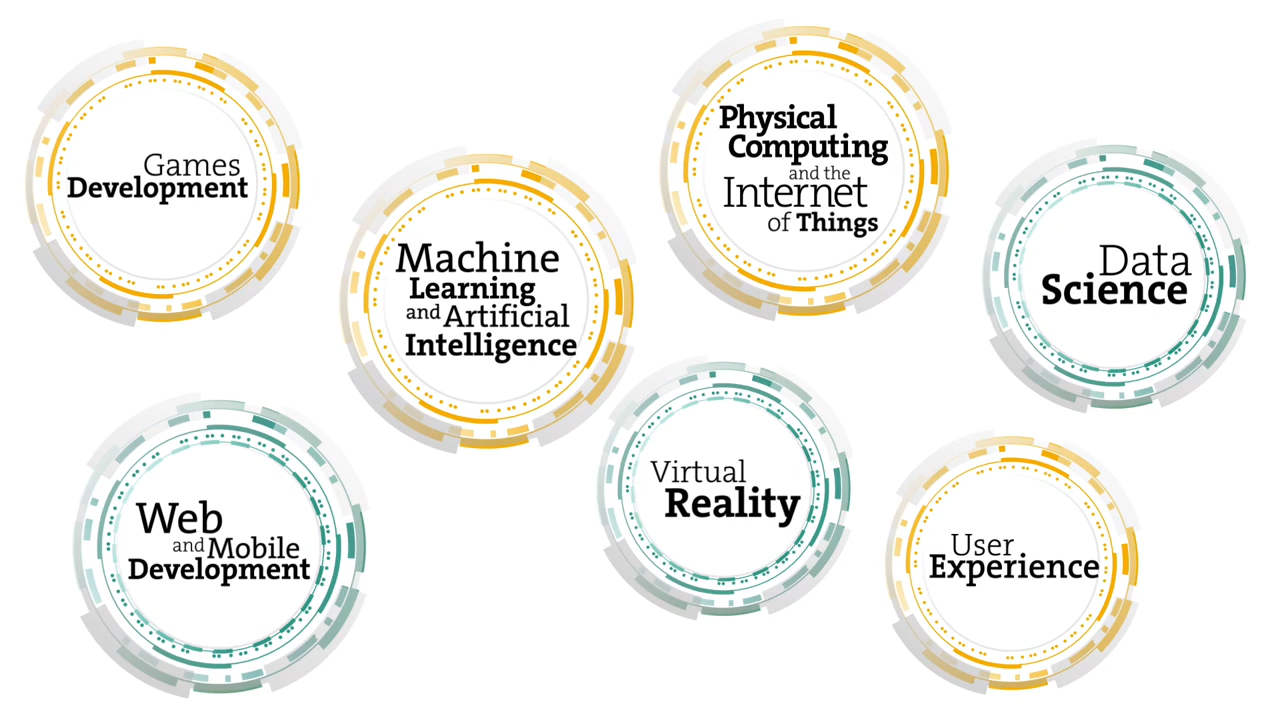 Games
Development
Machine
Learning
and Artificial
Intelligence
Physical
Computing
and the
Internet
of Things
Data
Science
Web
and Mobile
Development
Virtual
Reality
User
Experience